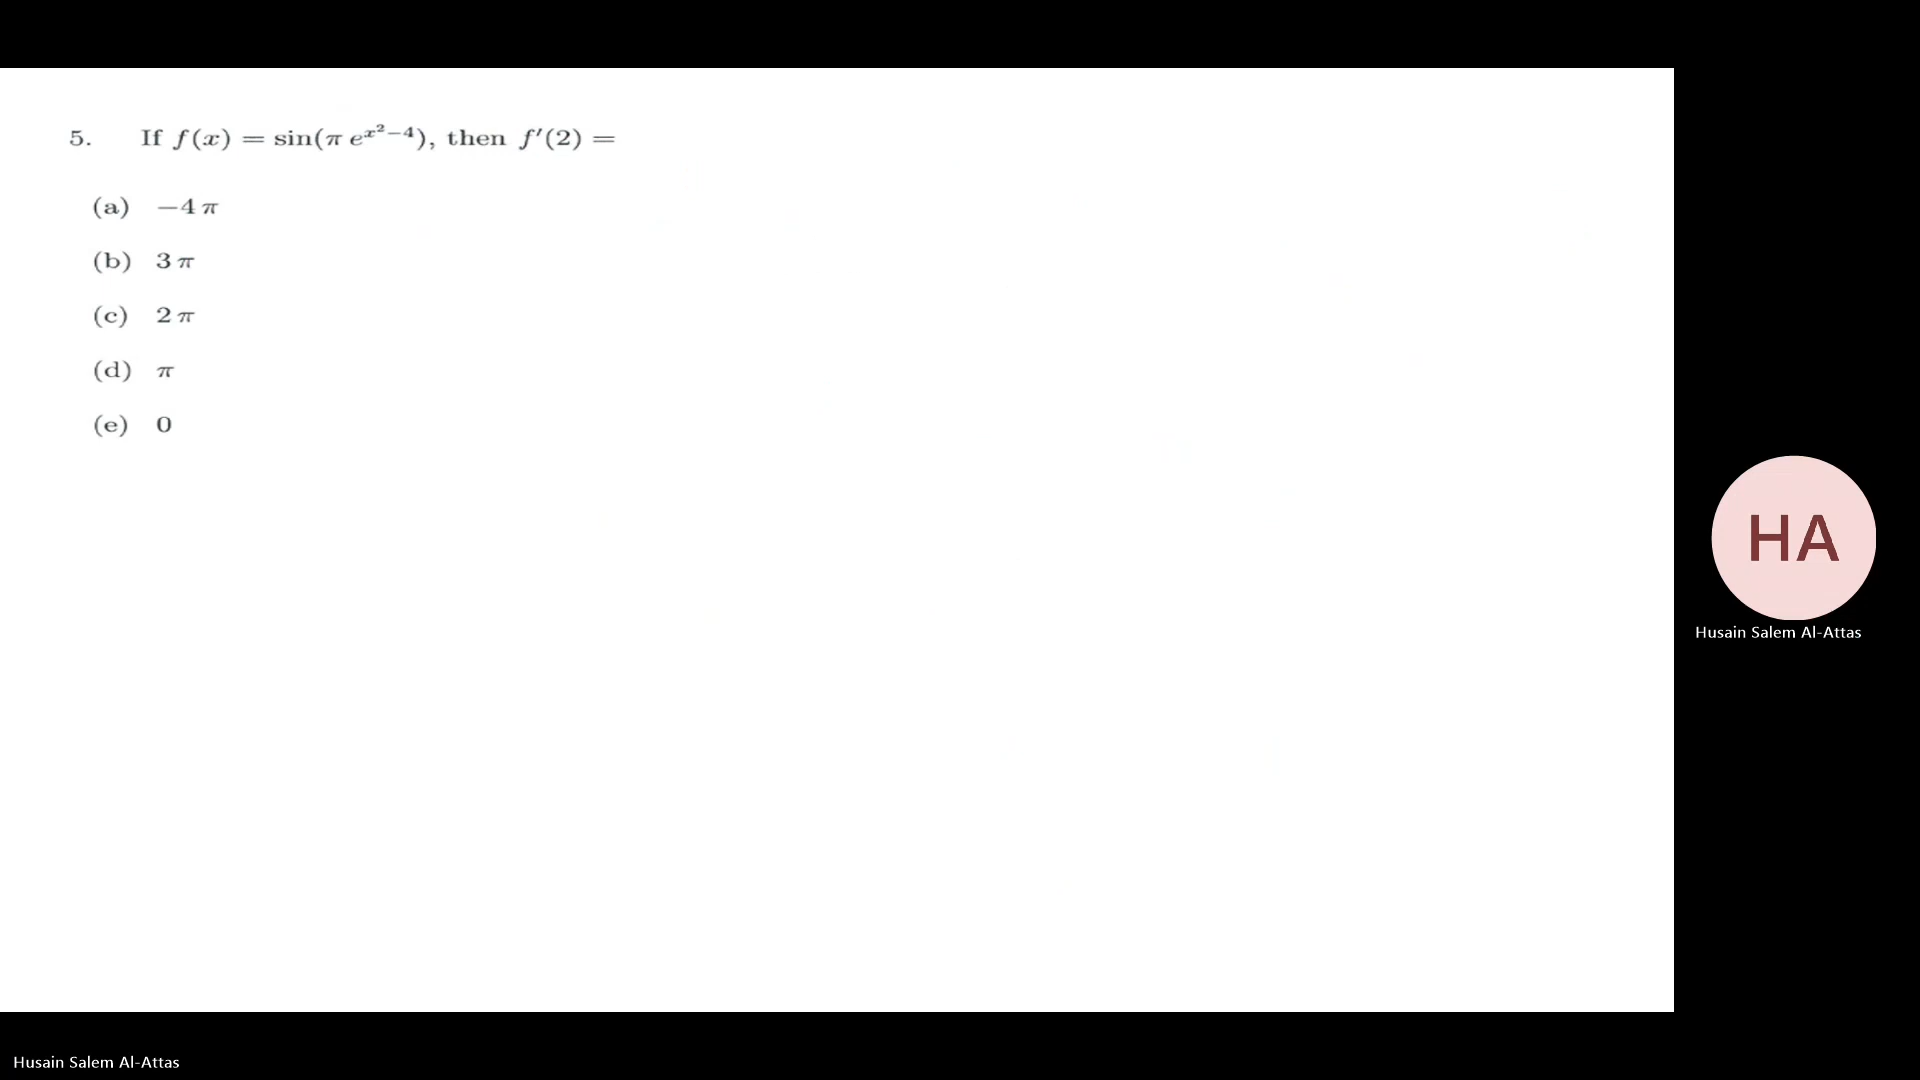 5. If f(x) = sin(π e^{x²−4}), then f′(2) =
(a) −4 π
(b) 3 π
(c) 2 π
(d) π
(e) 0
HA
Husain Salem Al-Attas
Husain Salem Al-Attas